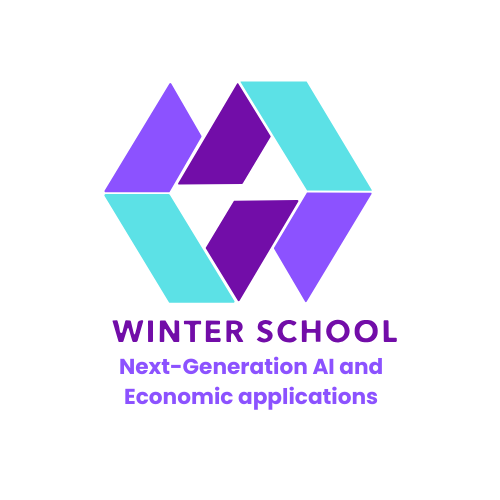 WINTER SCHOOL
Next-Generation AI and
Economic applications